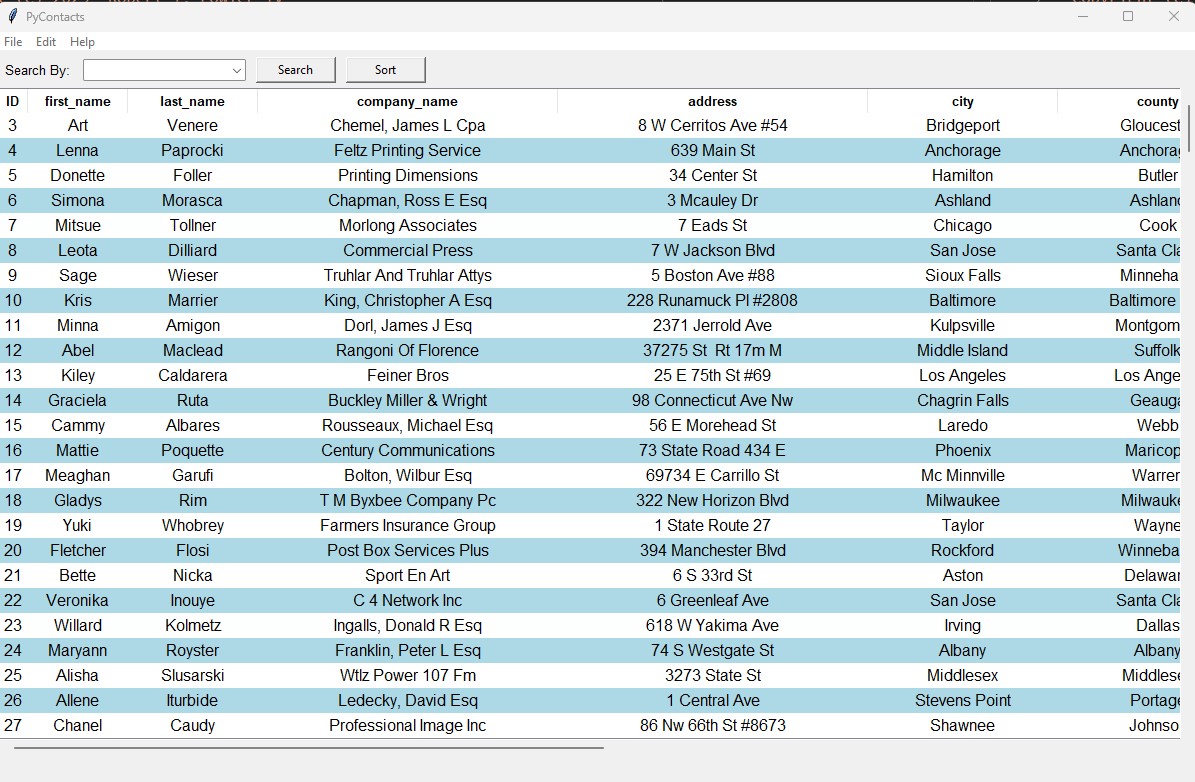 PyContacts
File Edit Help
Search By: Search Sort
ID first_name last_name company_name address city county
3 Art Venere Chemel, James L Cpa 8 W Cerritos Ave #54 Bridgeport Gloucest
4 Lenna Paprocki Feltz Printing Service 639 Main St Anchorage Anchorag
5 Donette Foller Printing Dimensions 34 Center St Hamilton Butler
6 Simona Morasca Chapman, Ross E Esq 3 Mcauley Dr Ashland Ashland
7 Mitsue Tollner Morlong Associates 7 Eads St Chicago Cook
8 Leota Dilliard Commercial Press 7 W Jackson Blvd San Jose Santa Cla
9 Sage Wieser Truhlar And Truhlar Attys 5 Boston Ave #88 Sioux Falls Minneha
10 Kris Marrier King, Christopher A Esq 228 Runamuck Pl #2808 Baltimore Baltimore
11 Minna Amigon Dorl, James J Esq 2371 Jerrold Ave Kulpsville Montgom
12 Abel Maclead Rangoni Of Florence 37275 St  Rt 17m M Middle Island Suffolk
13 Kiley Caldarera Feiner Bros 25 E 75th St #69 Los Angeles Los Ange
14 Graciela Ruta Buckley Miller & Wright 98 Connecticut Ave Nw Chagrin Falls Geauga
15 Cammy Albares Rousseaux, Michael Esq 56 E Morehead St Laredo Webb
16 Mattie Poquette Century Communications 73 State Road 434 E Phoenix Maricop
17 Meaghan Garufi Bolton, Wilbur Esq 69734 E Carrillo St Mc Minnville Warren
18 Gladys Rim T M Byxbee Company Pc 322 New Horizon Blvd Milwaukee Milwauke
19 Yuki Whobrey Farmers Insurance Group 1 State Route 27 Taylor Wayne
20 Fletcher Flosi Post Box Services Plus 394 Manchester Blvd Rockford Winneba
21 Bette Nicka Sport En Art 6 S 33rd St Aston Delawar
22 Veronika Inouye C 4 Network Inc 6 Greenleaf Ave San Jose Santa Cla
23 Willard Kolmetz Ingalls, Donald R Esq 618 W Yakima Ave Irving Dallas
24 Maryann Royster Franklin, Peter L Esq 74 S Westgate St Albany Albany
25 Alisha Slusarski Wtlz Power 107 Fm 3273 State St Middlesex Middlese
26 Allene Iturbide Ledecky, David Esq 1 Central Ave Stevens Point Portage
27 Chanel Caudy Professional Image Inc 86 Nw 66th St #8673 Shawnee Johnso